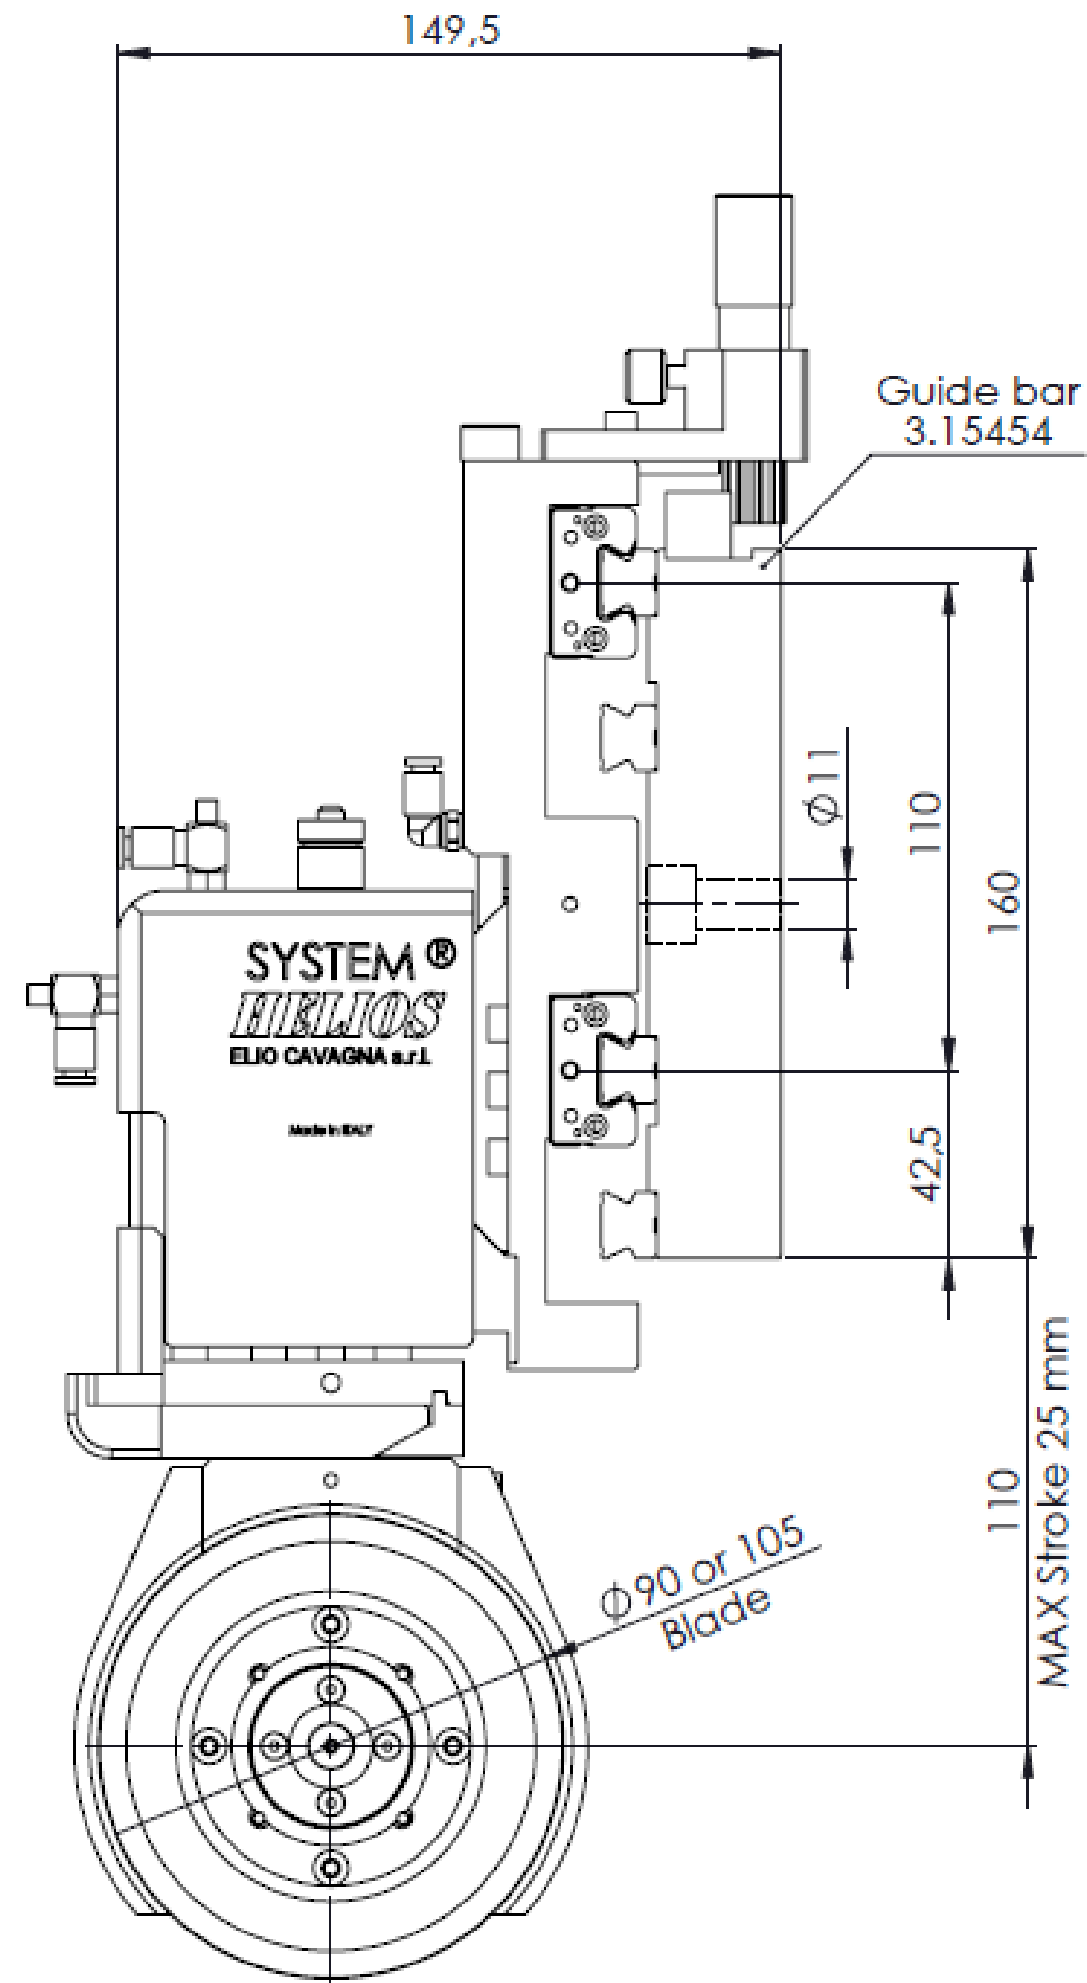 149,5
Guide bar
3.15454
Ø11
110
160
SYSTEM ®
HELIOS
ELIO CAVAGNA s.r.l.
Made in ITALY
42,5
110
MAX Stroke 25 mm
Ø90 or 105
Blade